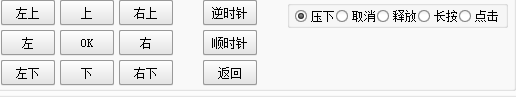 左上 上 右上 逆时针 压下 取消 释放 长按 点击
左 OK 右 顺时针
左下 下 右下 返回